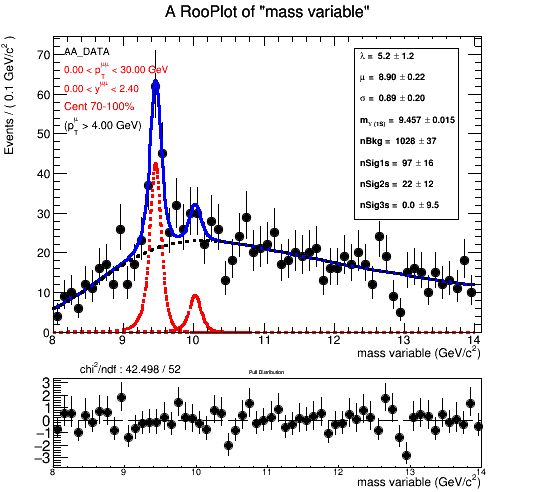 A RooPlot of "mass variable"
Events / ( 0.1 GeV/c² )
70
60
50
40
30
20
10
0
AA_DATA
0.00 < p_T^μμ < 30.00 GeV
0.00 < y^μμ < 2.40
Cent 70-100%
(p_T^μ > 4.00 GeV)
λ = 5.2 ± 1.2
μ = 8.90 ± 0.22
σ = 0.89 ± 0.20
m_ϒ (1S) = 9.457 ± 0.015
nBkg = 1028 ± 37
nSig1s = 97 ± 16
nSig2s = 22 ± 12
nSig3s = 0.0 ± 9.5
8 9 10 11 12 13 14
mass variable (GeV/c²)
chi²/ndf : 42.498 / 52
Pull Distribution
3
2
1
0
−1
−2
−3
8 9 10 11 12 13 14
mass variable (GeV/c²)